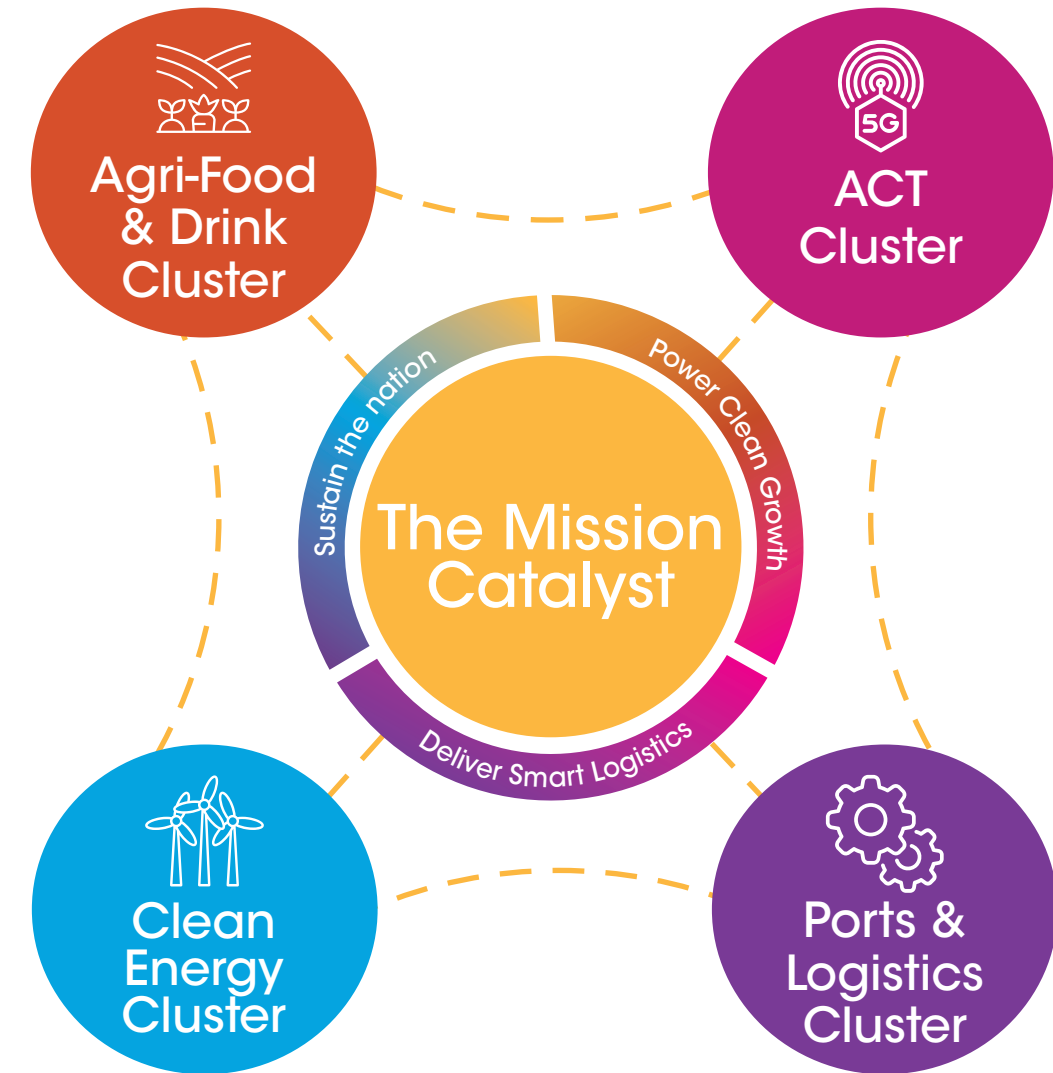 Agri-Food
& Drink
Cluster
5G
ACT
Cluster
Sustain the nation
Power Clean Growth
The Mission
Catalyst
Deliver Smart Logistics
Clean
Energy
Cluster
Ports &
Logistics
Cluster